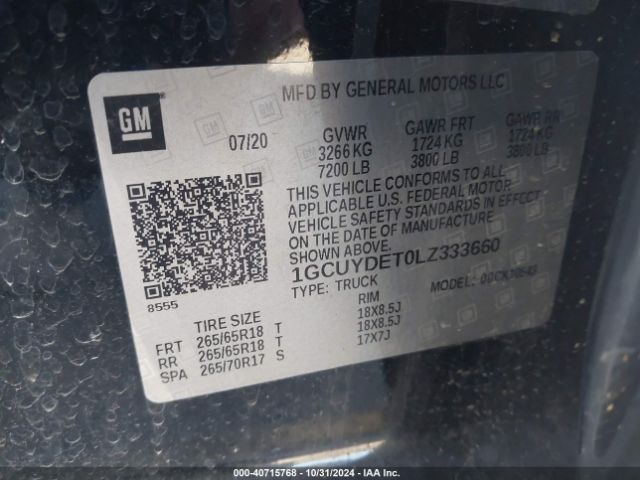 MFD BY GENERAL MOTORS LLC
GM
07/20 GVWR GAWR FRT GAWR RR
3266 KG 1724 KG 1724 KG
7200 LB 3800 LB 3800 LB
THIS VEHICLE CONFORMS TO ALL
APPLICABLE U.S. FEDERAL MOTOR
VEHICLE SAFETY STANDARDS IN EFFECT
ON THE DATE OF MANUFACTURE
SHOWN ABOVE.
1GCUYDET0LZ333660
TYPE: TRUCK MODEL:
8555
TIRE SIZE RIM
FRT 265/65R18 T 18X8.5J
RR 265/65R18 T 18X8.5J
SPA 265/70R17 S 17X7J
000-40715768 - 10/31/2024 - IAA Inc.